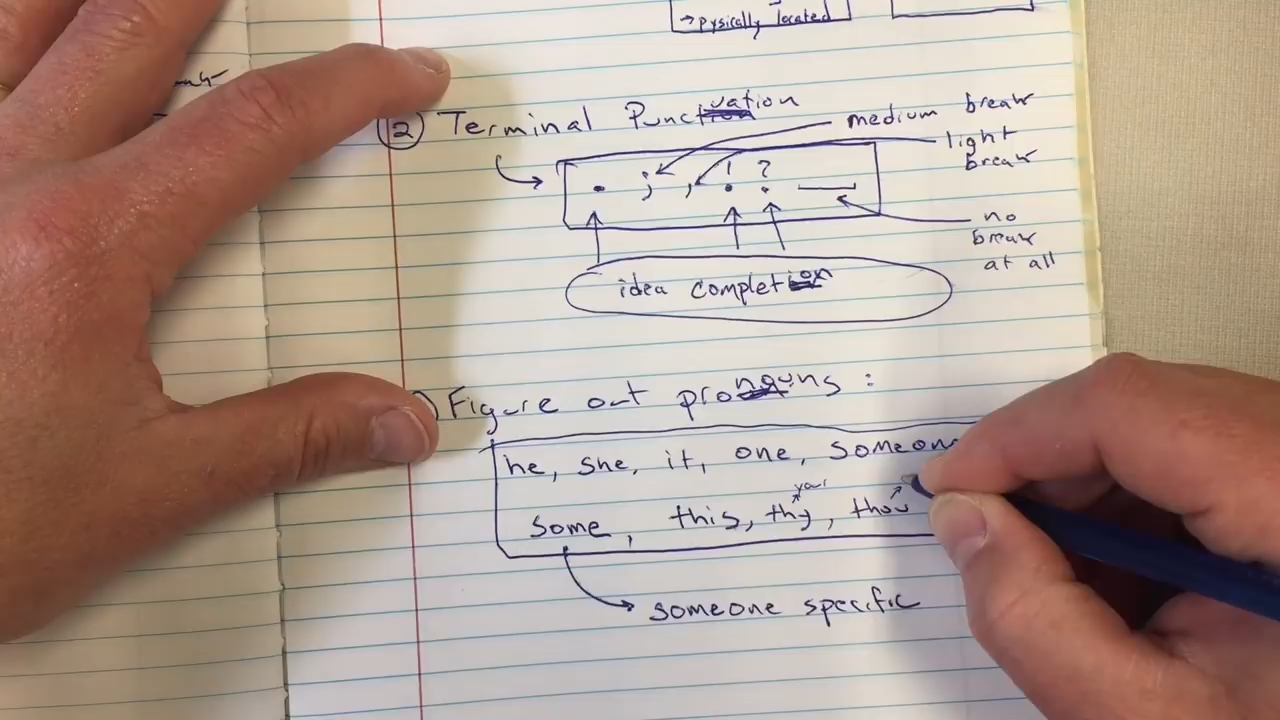 → pysically located
② Terminal Punctuation
medium break
light
break
. ; , ! ? —
no
break
at all
idea completion
) Figure out pronouns :
he, she, it, one, someone
your
some, this, thy, thou
someone specific